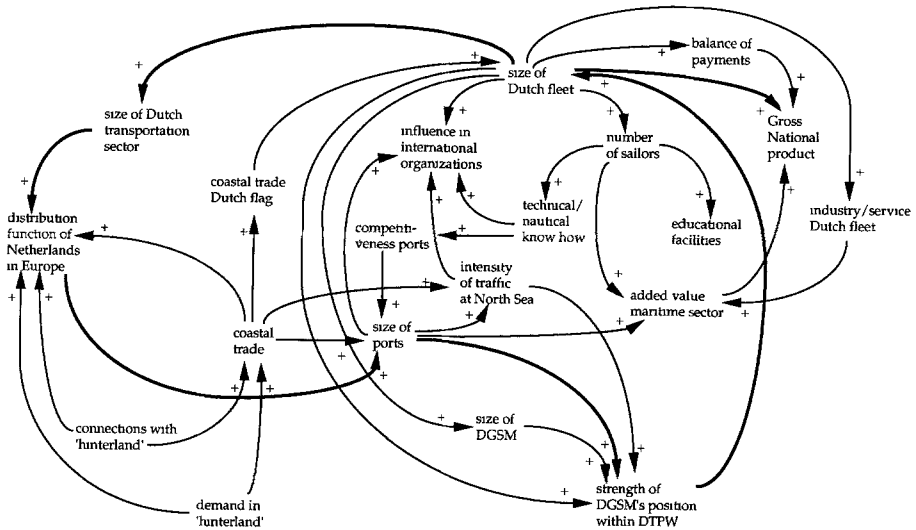 balance of
payments
size of
Dutch fleet
size of Dutch
transportation
sector
Gross
National
product
influence in
international
organizations
number
of sailors
coastal trade
Dutch flag
technical/
nautical
know how
educational
facilities
industry/service
Dutch fleet
distribution
function of
Netherlands
in Europe
competiti-
veness ports
intensity
of traffic
at North Sea
added value
maritime sector
coastal
trade
size of
ports
connections with
'hinterland'
size of
DGSM
demand in
'hinterland'
strength of
DGSM's position
within DTPW